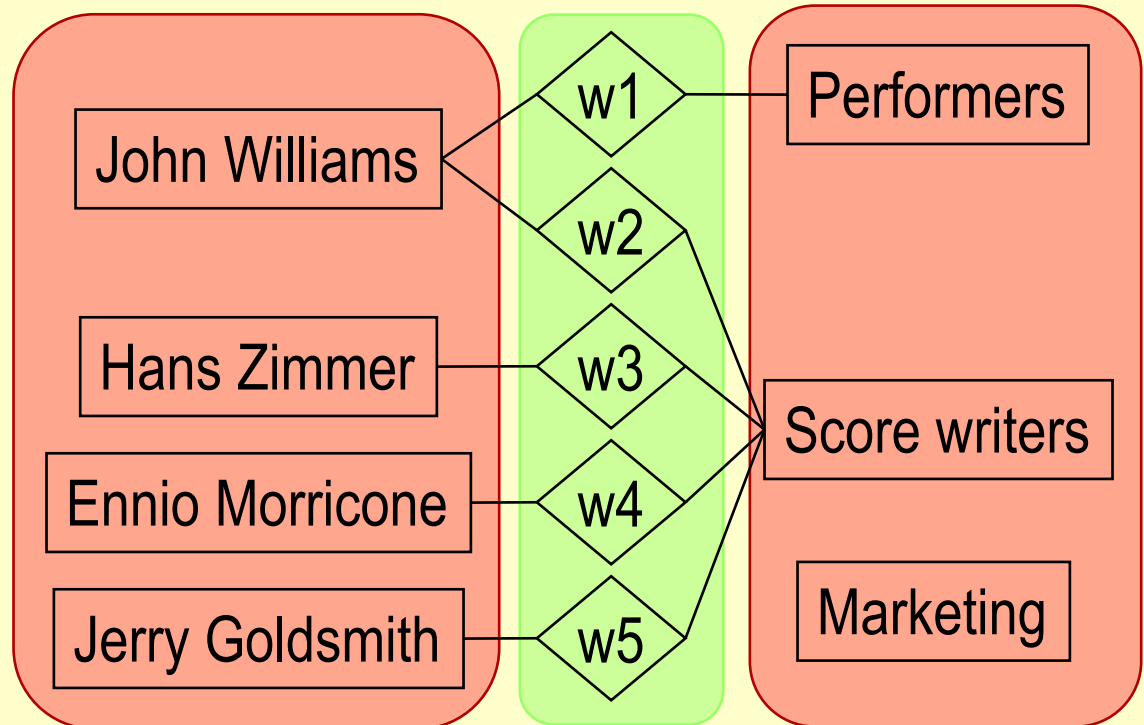 John Williams
Hans Zimmer
Ennio Morricone
Jerry Goldsmith
w1
w2
w3
w4
w5
Performers
Score writers
Marketing